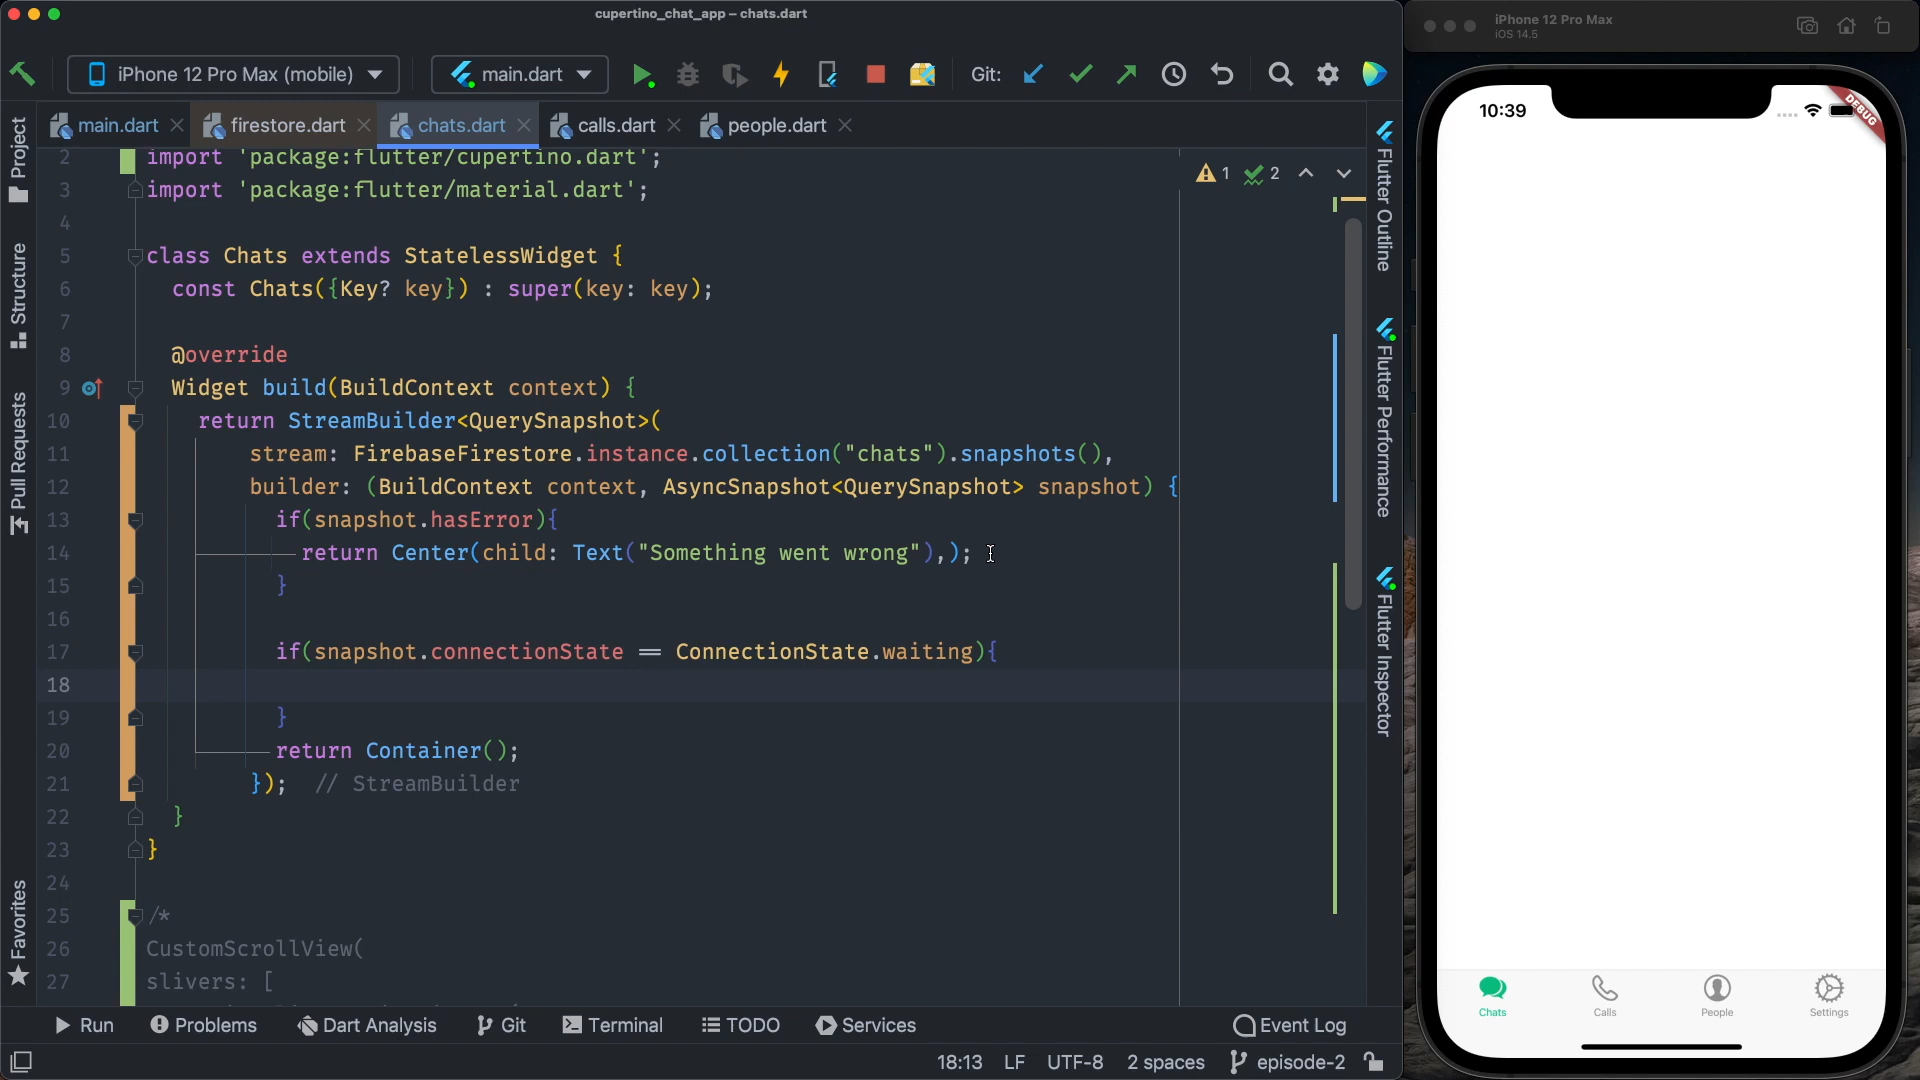 cupertino_chat_app – chats.dart
iPhone 12 Pro Max
iOS 14.5
iPhone 12 Pro Max (mobile)
main.dart
Git:
main.dart
firestore.dart
chats.dart
calls.dart
people.dart
1
2
Project
Structure
Pull Requests
Favorites
2 import 'package:flutter/cupertino.dart';
3 import 'package:flutter/material.dart';
4
5 class Chats extends StatelessWidget {
6 const Chats({Key? key}) : super(key: key);
7
8 @override
9 Widget build(BuildContext context) {
10 return StreamBuilder<QuerySnapshot>(
11 stream: FirebaseFirestore.instance.collection("chats").snapshots(),
12 builder: (BuildContext context, AsyncSnapshot<QuerySnapshot> snapshot) {
13 if(snapshot.hasError){
14 return Center(child: Text("Something went wrong"),);
15 }
16
17 if(snapshot.connectionState == ConnectionState.waiting){
18
19 }
20 return Container();
21 }); // StreamBuilder
22 }
23 }
24
25 /*
26 CustomScrollView(
27 slivers: [
Flutter Outline
Flutter Performance
Flutter Inspector
10:39
DEBUG
Chats
Calls
People
Settings
Run
Problems
Dart Analysis
Git
Terminal
TODO
Services
Event Log
18:13
LF
UTF-8
2 spaces
episode-2